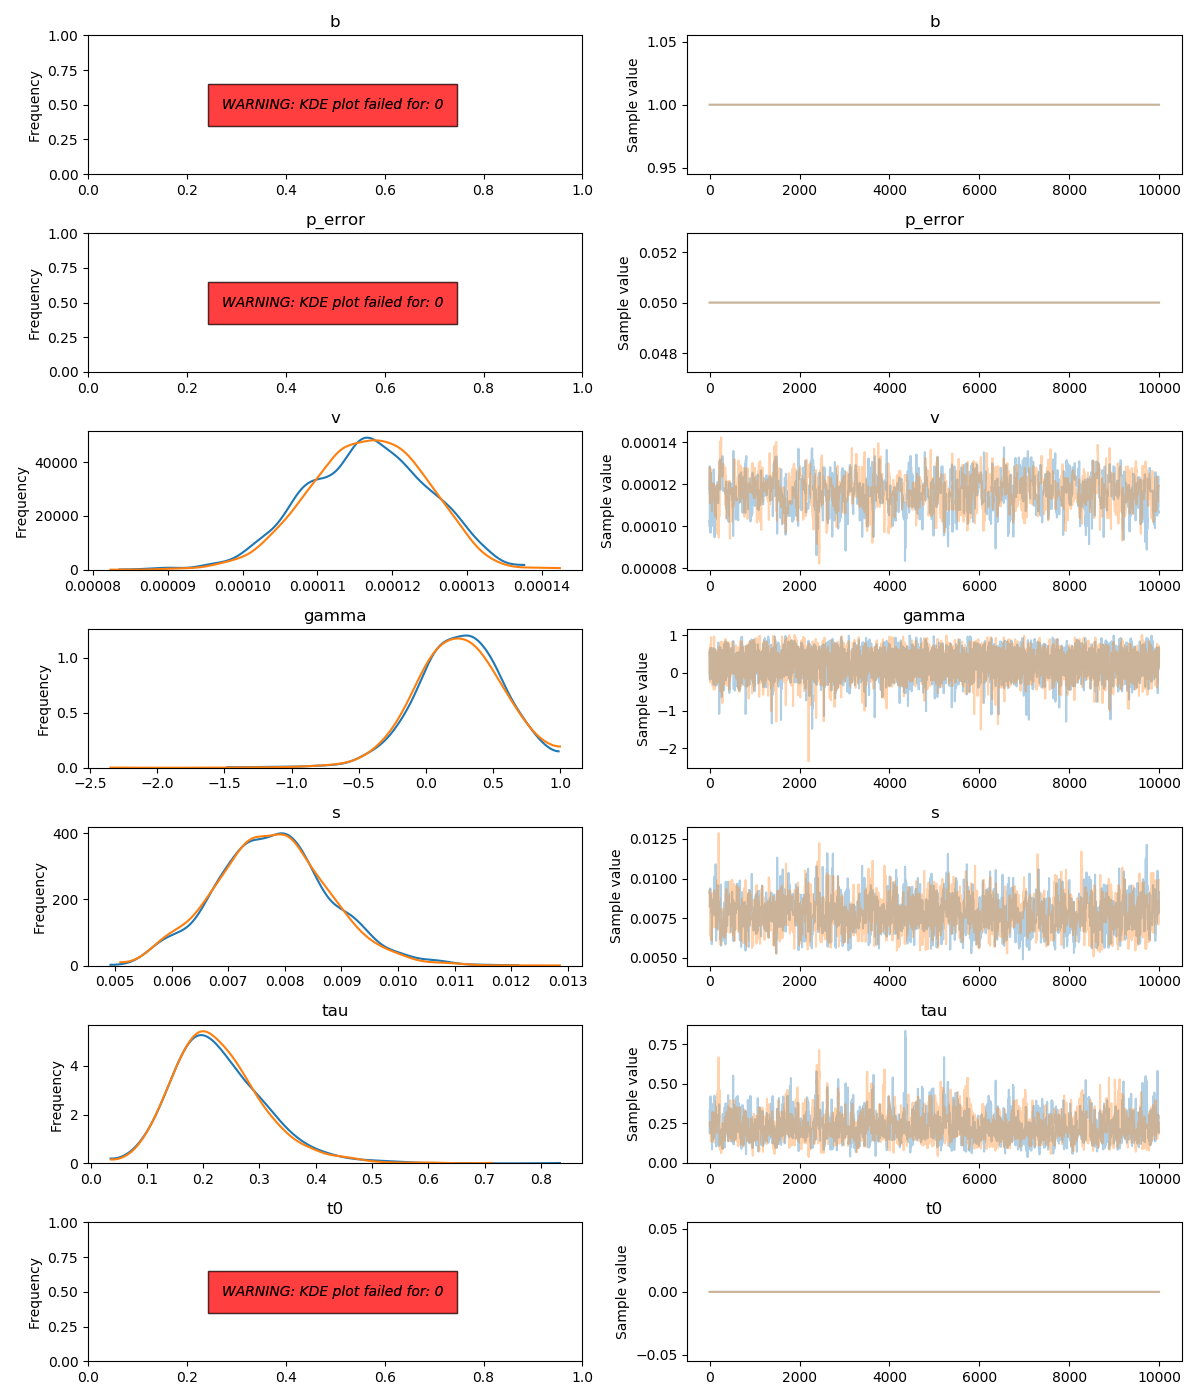 b
1.00
0.75
0.50
0.25
0.00
Frequency
WARNING: KDE plot failed for: 0
0.0 0.2 0.4 0.6 0.8 1.0
b
1.05
1.00
0.95
Sample value
0 2000 4000 6000 8000 10000
p_error
1.00
0.75
0.50
0.25
0.00
Frequency
WARNING: KDE plot failed for: 0
0.0 0.2 0.4 0.6 0.8 1.0
p_error
0.052
0.050
0.048
Sample value
0 2000 4000 6000 8000 10000
v
40000
20000
0
Frequency
0.00008 0.00009 0.00010 0.00011 0.00012 0.00013 0.00014
v
0.00014
0.00012
0.00010
0.00008
Sample value
0 2000 4000 6000 8000 10000
gamma
1.0
0.5
0.0
Frequency
−2.5 −2.0 −1.5 −1.0 −0.5 0.0 0.5 1.0
gamma
1
0
−1
−2
Sample value
0 2000 4000 6000 8000 10000
s
400
200
0
Frequency
0.005 0.006 0.007 0.008 0.009 0.010 0.011 0.012 0.013
s
0.0125
0.0100
0.0075
0.0050
Sample value
0 2000 4000 6000 8000 10000
tau
4
2
0
Frequency
0.0 0.1 0.2 0.3 0.4 0.5 0.6 0.7 0.8
tau
0.75
0.50
0.25
0.00
Sample value
0 2000 4000 6000 8000 10000
t0
1.00
0.75
0.50
0.25
0.00
Frequency
WARNING: KDE plot failed for: 0
0.0 0.2 0.4 0.6 0.8 1.0
t0
0.05
0.00
−0.05
Sample value
0 2000 4000 6000 8000 10000